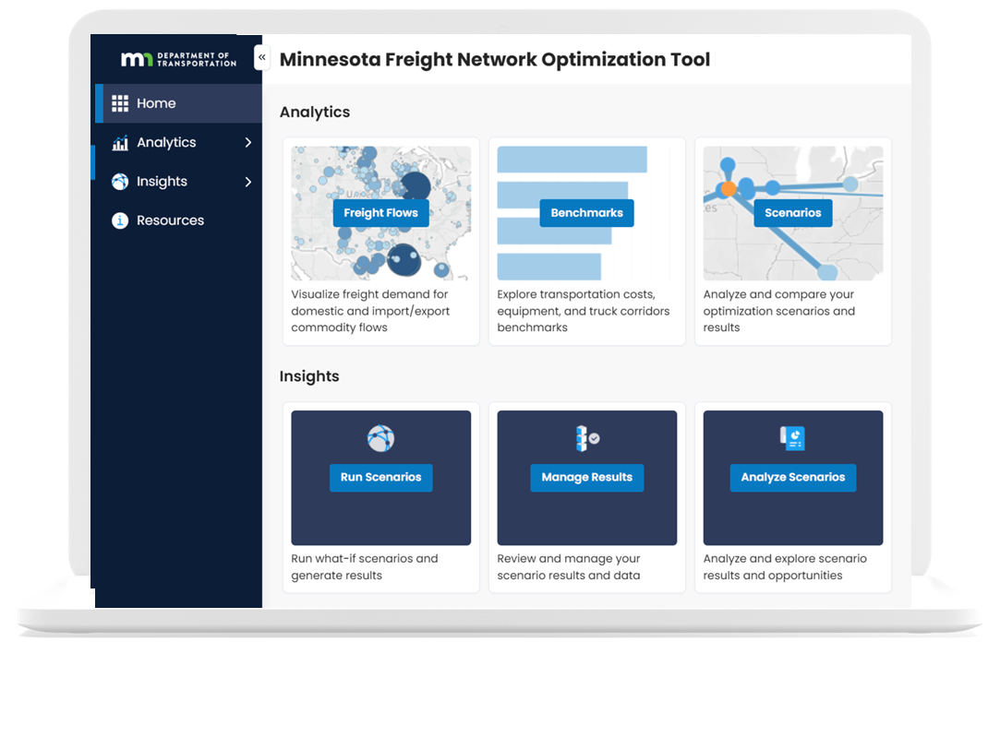 mn DEPARTMENT OF
TRANSPORTATION
«
Minnesota Freight Network Optimization Tool
Home
Analytics
Insights
Resources
Analytics
Freight Flows
Visualize freight demand for
domestic and import/export
commodity flows
Benchmarks
Explore transportation costs,
equipment, and truck corridors
benchmarks
Scenarios
Analyze and compare your
optimization scenarios and
results
Insights
Run Scenarios
Run what-if scenarios and
generate results
Manage Results
Review and manage your
scenario results and data
Analyze Scenarios
Analyze and explore scenario
results and opportunities